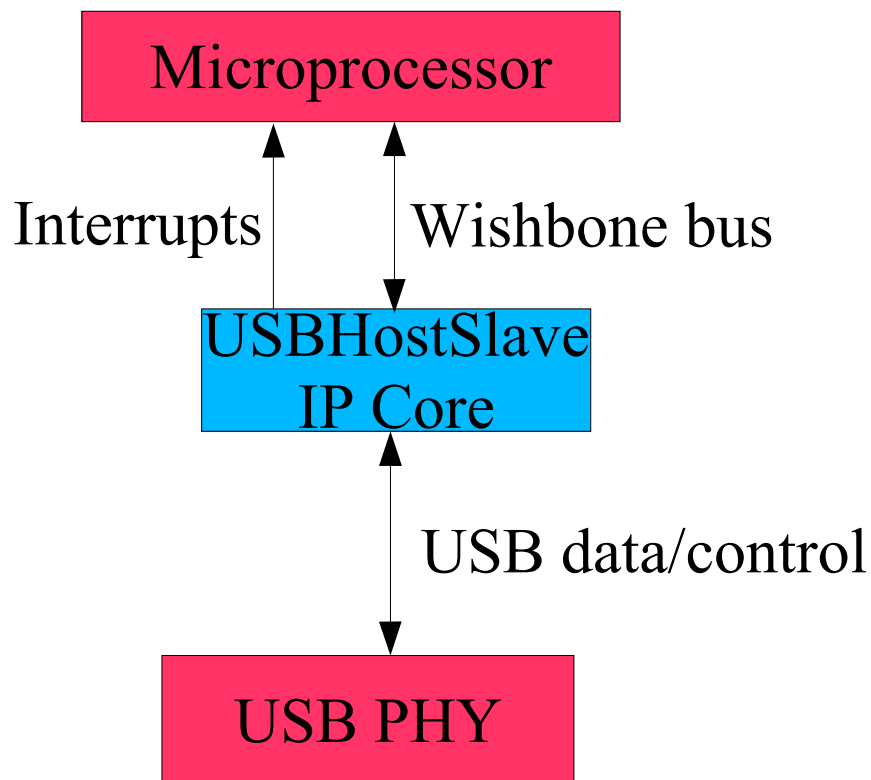 Microprocessor
Interrupts
Wishbone bus
USBHostSlave
IP Core
USB data/control
USB PHY